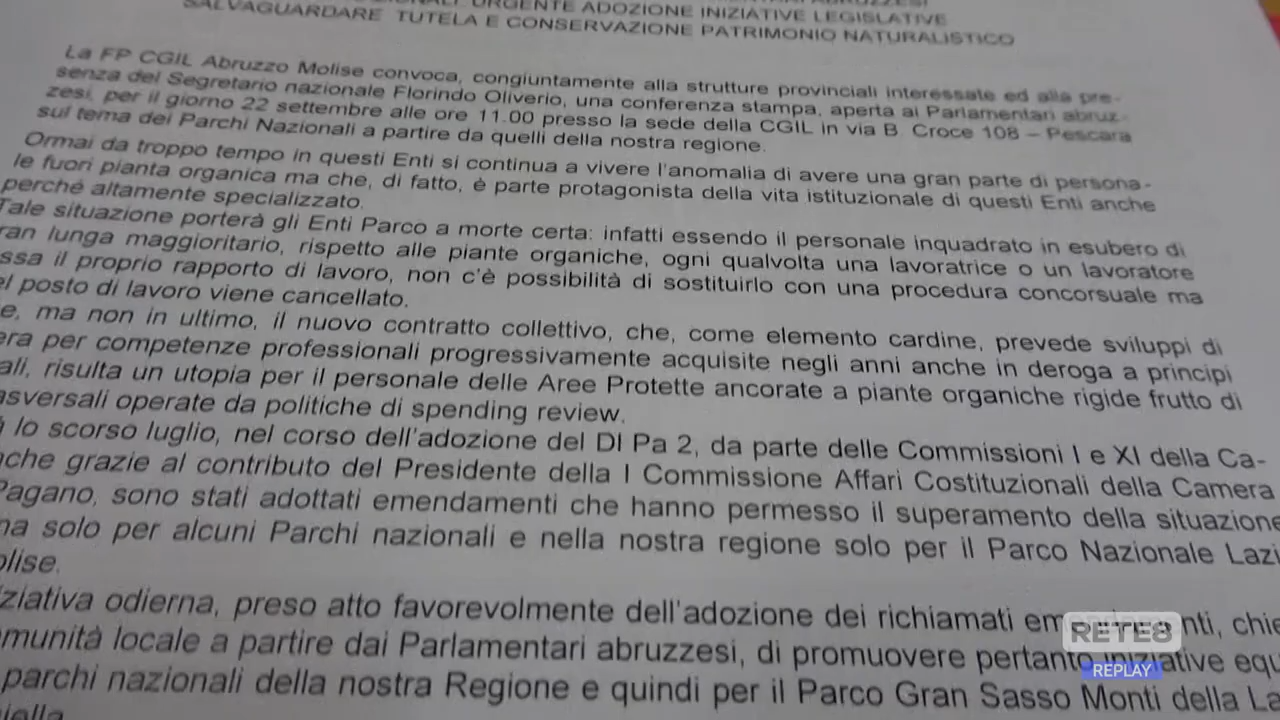 URGENTE ADOZIONE INIZIATIVE LEGISLATIVE
SALVAGUARDARE TUTELA E CONSERVAZIONE PATRIMONIO NATURALISTICO
La FP CGIL Abruzzo Molise convoca, congiuntamente alla strutture provinciali interessate ed alla pre-
senza del Segretario nazionale Florindo Oliverio, una conferenza stampa, aperta ai Parlamentari abruz-
zesi, per il giorno 22 settembre alle ore 11.00 presso la sede della CGIL in via B. Croce 108 – Pescara
sul tema dei Parchi Nazionali a partire da quelli della nostra regione.
Ormai da troppo tempo in questi Enti si continua a vivere l'anomalia di avere una gran parte di persona-
le fuori pianta organica ma che, di fatto, è parte protagonista della vita istituzionale di questi Enti anche
perché altamente specializzato.
Tale situazione porterà gli Enti Parco a morte certa: infatti essendo il personale inquadrato in esubero di
ran lunga maggioritario, rispetto alle piante organiche, ogni qualvolta una lavoratrice o un lavoratore
ssa il proprio rapporto di lavoro, non c'è possibilità di sostituirlo con una procedura concorsuale ma
el posto di lavoro viene cancellato.
e, ma non in ultimo, il nuovo contratto collettivo, che, come elemento cardine, prevede sviluppi di
era per competenze professionali progressivamente acquisite negli anni anche in deroga a principi
ali, risulta un utopia per il personale delle Aree Protette ancorate a piante organiche rigide frutto di
asversali operate da politiche di spending review.
à lo scorso luglio, nel corso dell'adozione del Dl Pa 2, da parte delle Commissioni I e XI della Ca-
nche grazie al contributo del Presidente della I Commissione Affari Costituzionali della Camera
Pagano, sono stati adottati emendamenti che hanno permesso il superamento della situazione
ma solo per alcuni Parchi nazionali e nella nostra regione solo per il Parco Nazionale Lazi
olise.
ziativa odierna, preso atto favorevolmente dell'adozione dei richiamati em nti, chie
munità locale a partire dai Parlamentari abruzzesi, di promuovere pertanto iniziative equ
parchi nazionali della nostra Regione e quindi per il Parco Gran Sasso Monti della La
iella.
RETE8
REPLAY